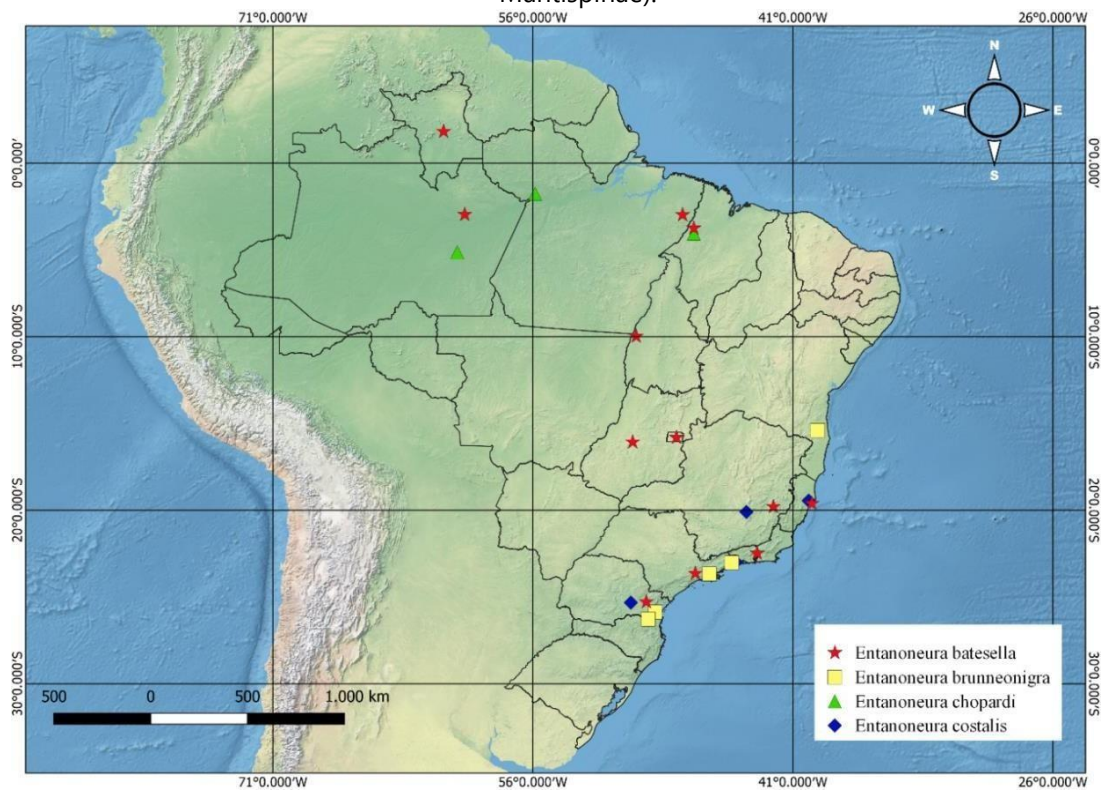 71°0.000'W 56°0.000'W 41°0.000'W 26°0.000'W
N
W E
S
0°0.000' 0°0.000'
10°0.000'S 10°0.000'S
20°0.000'S 20°0.000'S
30°0.000'S 30°0.000'S
500 0 500 1.000 km
Entanoneura batesella
Entanoneura brunneonigra
Entanoneura chopardi
Entanoneura costalis
71°0.000'W 56°0.000'W 41°0.000'W 26°0.000'W